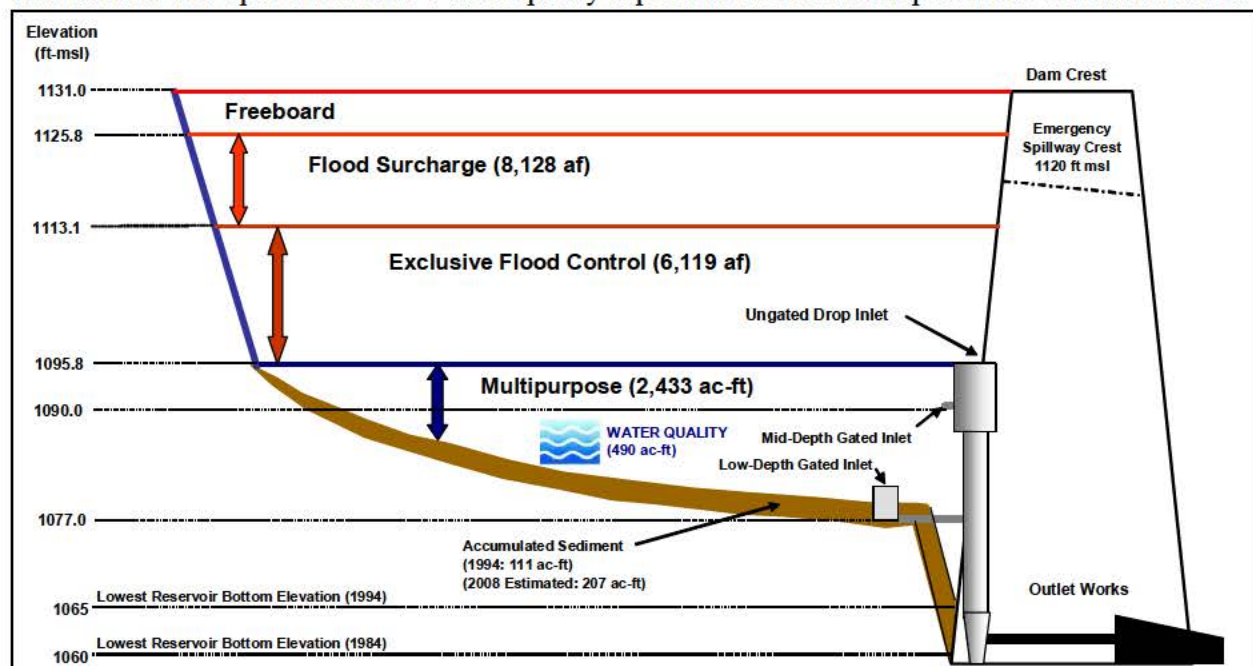 Elevation
(ft-msl)
1131.0
Dam Crest
Freeboard
1125.8
Emergency
Spillway Crest
1120 ft msl
Flood Surcharge (8,128 af)
1113.1
Exclusive Flood Control (6,119 af)
Ungated Drop Inlet
1095.8
Multipurpose (2,433 ac-ft)
1090.0
WATER QUALITY
(490 ac-ft)
Mid-Depth Gated Inlet
Low-Depth Gated Inlet
1077.0
Accumulated Sediment
(1994: 111 ac-ft)
(2008 Estimated: 207 ac-ft)
Outlet Works
Lowest Reservoir Bottom Elevation (1994)
1065
Lowest Reservoir Bottom Elevation (1984)
1060